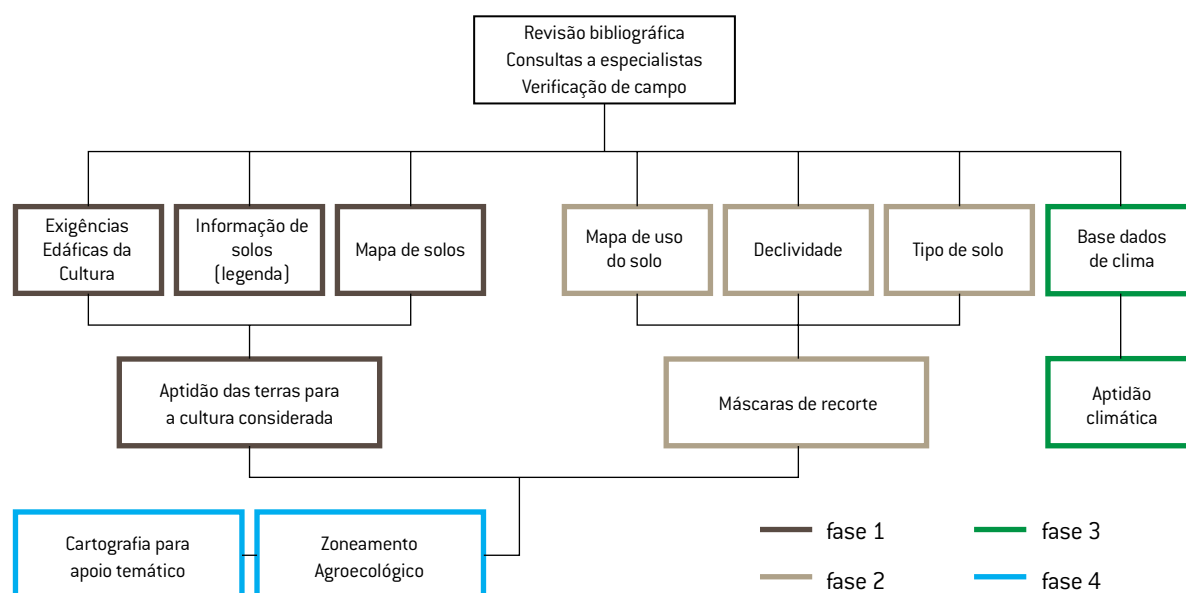 Revisão bibliográfica
Consultas a especialistas
Verificação de campo
Exigências
Edáficas da
Cultura
Informação de
solos
(legenda)
Mapa de solos
Mapa de uso
do solo
Declividade
Tipo de solo
Base dados
de clima
Aptidão das terras para
a cultura considerada
Máscaras de recorte
Aptidão
climática
Cartografia para
apoio temático
Zoneamento
Agroecológico
fase 1
fase 2
fase 3
fase 4